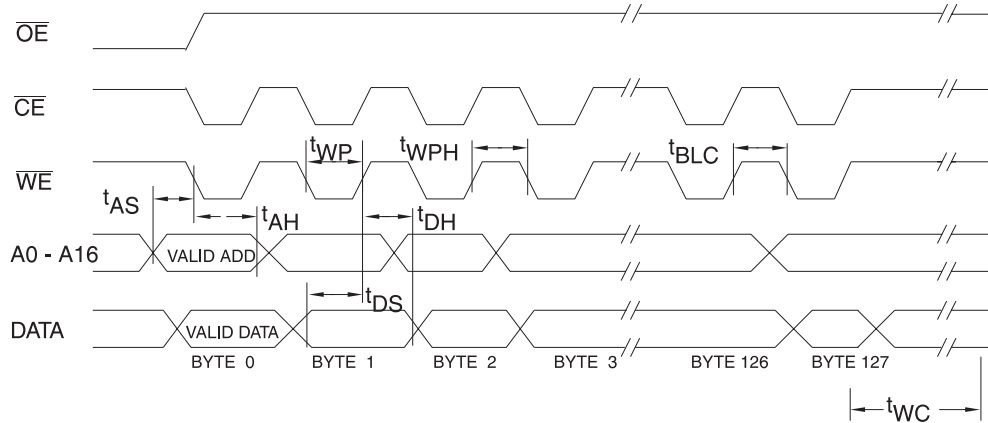 OE
CE
tWP
tWPH
tBLC
WE
tAS
tAH
tDH
A0 - A16
VALID ADD
tDS
DATA
VALID DATA
BYTE 0
BYTE 1
BYTE 2
BYTE 3
BYTE 126
BYTE 127
tWC